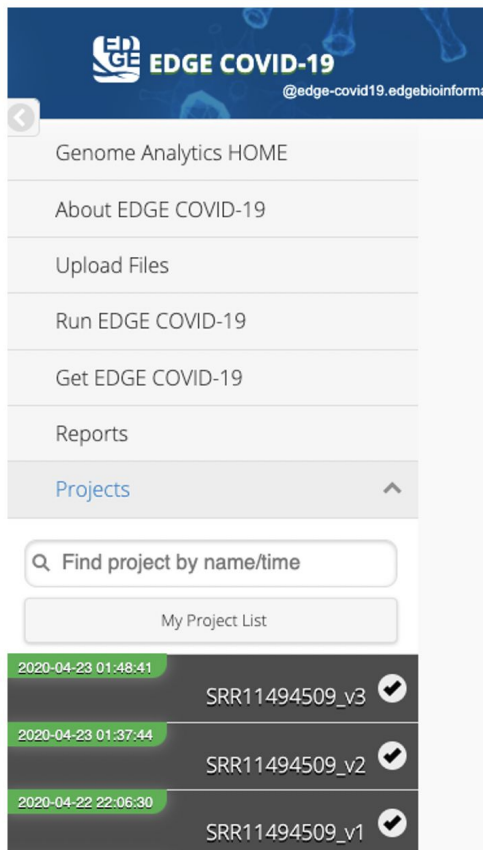 ED
GE
EDGE COVID-19
@edge-covid19.edgebioinforma
Genome Analytics HOME
About EDGE COVID-19
Upload Files
Run EDGE COVID-19
Get EDGE COVID-19
Reports
Projects
Find project by name/time
My Project List
2020-04-23 01:48:41
SRR11494509_v3
2020-04-23 01:37:44
SRR11494509_v2
2020-04-22 22:06:30
SRR11494509_v1